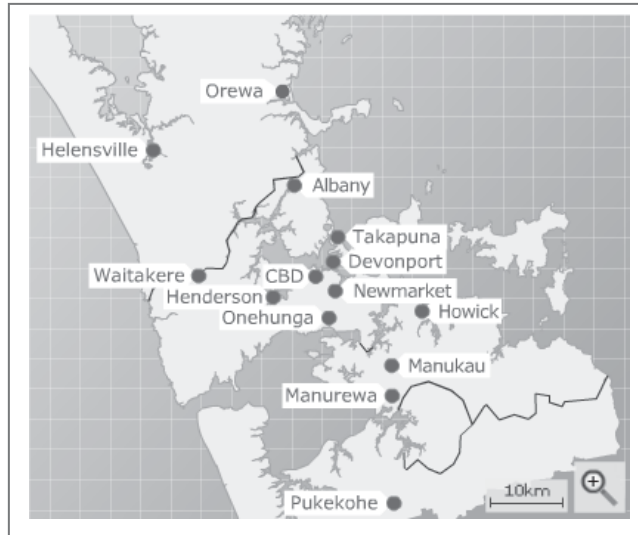 Orewa
Helensville
Albany
Takapuna
Devonport
Waitakere
CBD
Henderson
Newmarket
Onehunga
Howick
Manukau
Manurewa
Pukekohe
10km